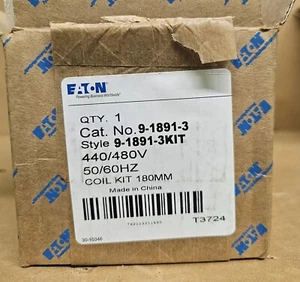 EATON
Powering Business Worldwide
QTY. 1
Cat. No. 9-1891-3
Style 9-1891-3KIT
440/480V
50/60HZ
COIL KIT 180MM
Made in China
T3724
EATON